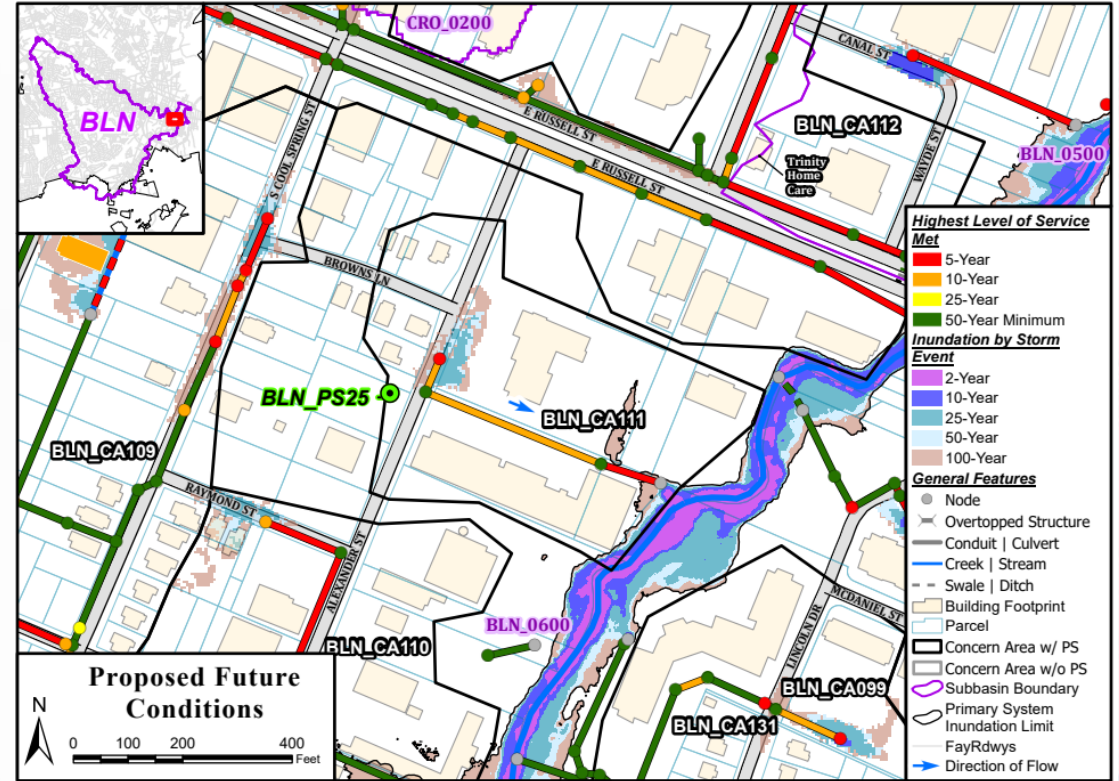 BLN
CRO_0200
CANAL ST
E RUSSELL ST
BLN_CA112
WAYDE ST
BLN_0500
Trinity
Home
Care
E RUSSELL ST
S COOL SPRING ST
BROWNS LN
BLN_PS25
BLN_CA111
BLN_CA109
RAYMOND ST
ALEXANDER ST
BLN_0600
BLN_CA110
LINCOLN DR
MCDANIEL ST
BLN_CA099
BLN_CA131
Highest Level of Service
Met
5-Year
10-Year
25-Year
50-Year Minimum
Inundation by Storm
Event
2-Year
10-Year
25-Year
50-Year
100-Year
General Features
Node
Overtopped Structure
Conduit | Culvert
Creek | Stream
Swale | Ditch
Building Footprint
Parcel
Concern Area w/ PS
Concern Area w/o PS
Subbasin Boundary
Primary System
Inundation Limit
FayRdwys
Direction of Flow
Proposed Future
Conditions
N
0 100 200 400
Feet